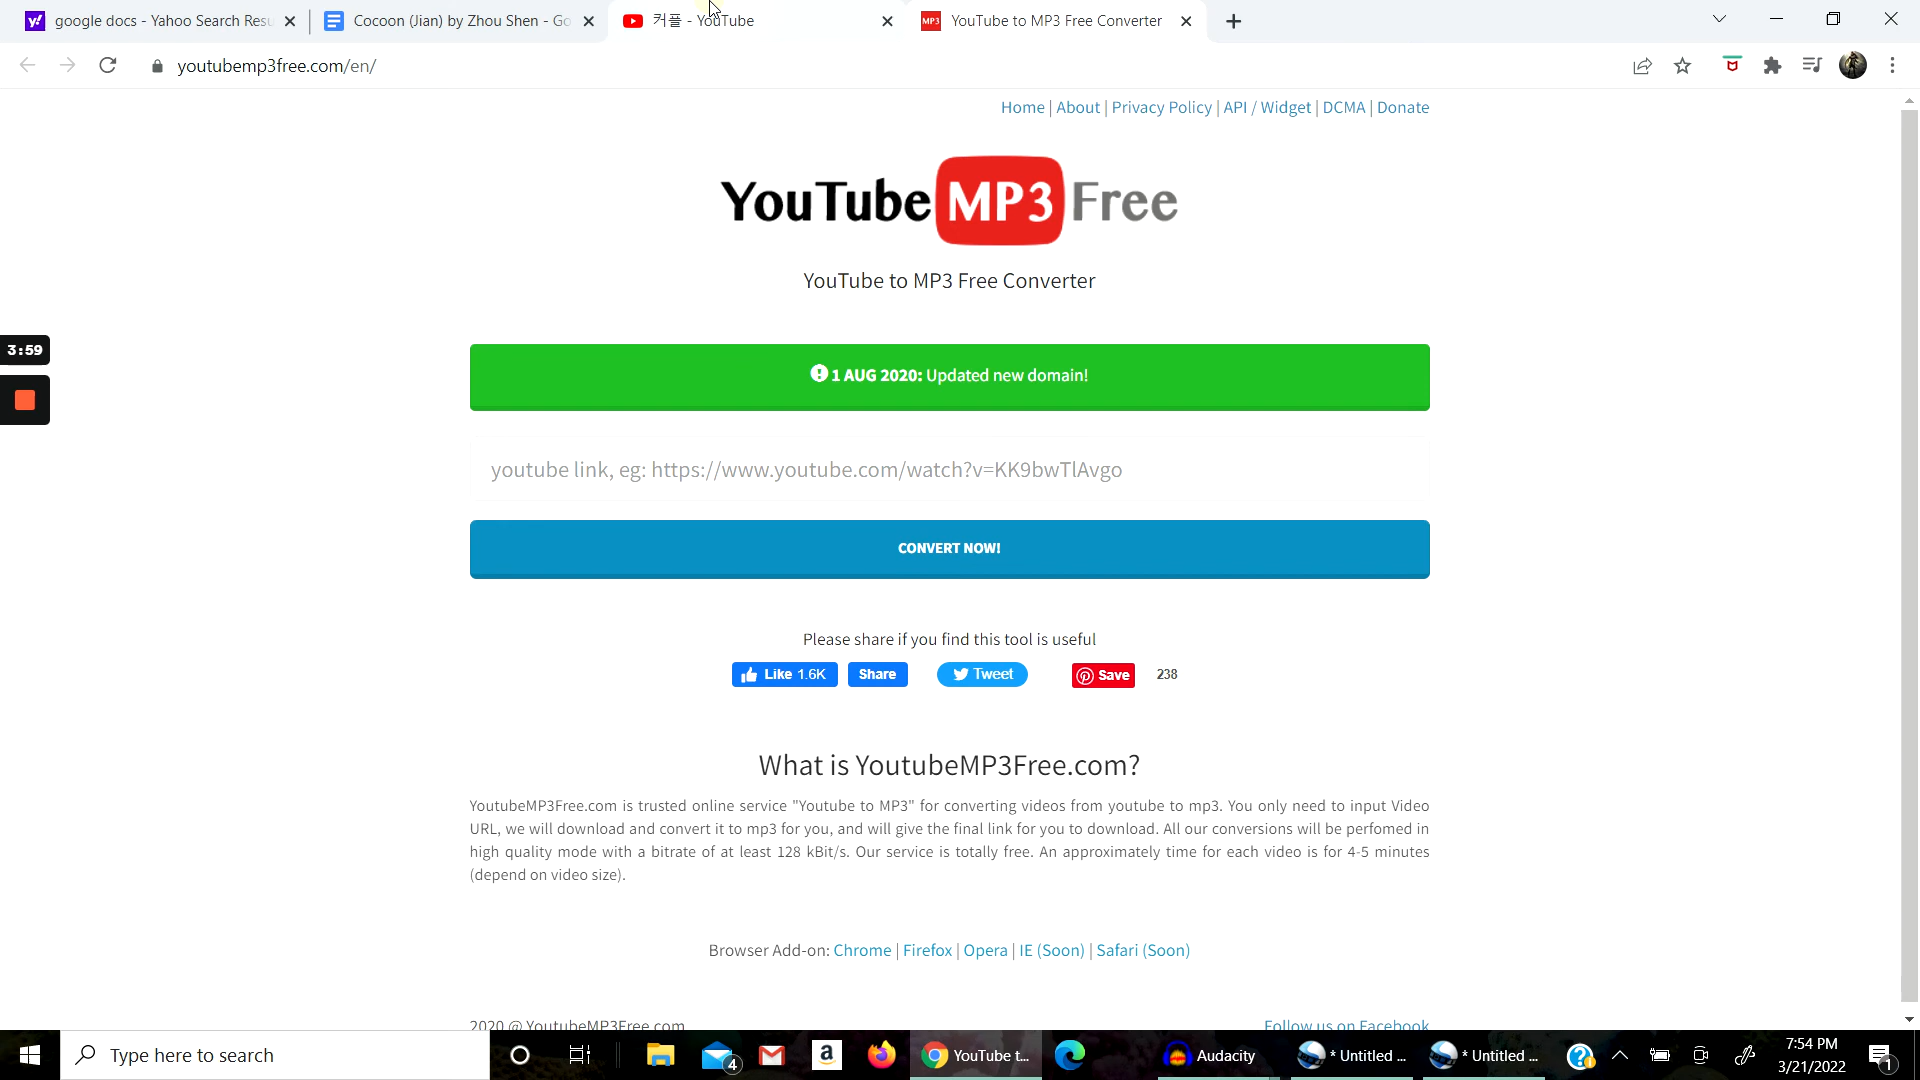 google docs - Yahoo Search Resu
Cocoon (Jian) by Zhou Shen - Go
커플 - YouTube
MP3 YouTube to MP3 Free Converter
youtubemp3free.com/en/
Home | About | Privacy Policy | API / Widget | DCMA | Donate
YouTube MP3 Free
YouTube to MP3 Free Converter
3:59
1 AUG 2020: Updated new domain!
youtube link, eg: https://www.youtube.com/watch?v=KK9bwTlAvgo
CONVERT NOW!
Please share if you find this tool is useful
Like 1.6K Share Tweet Save 238
What is YoutubeMP3Free.com?
YoutubeMP3Free.com is trusted online service "Youtube to MP3" for converting videos from youtube to mp3. You only need to input Video
URL, we will download and convert it to mp3 for you, and will give the final link for you to download. All our conversions will be perfomed in
high quality mode with a bitrate of at least 128 kBit/s. Our service is totally free. An approximately time for each video is for 4-5 minutes
(depend on video size).
Browser Add-on: Chrome | Firefox | Opera | IE (Soon) | Safari (Soon)
2020 @ YoutubeMP3Free.com
Follow us on Facebook
Type here to search
4
YouTube t...
Audacity
* Untitled ...
* Untitled ...
7:54 PM
3/21/2022
1